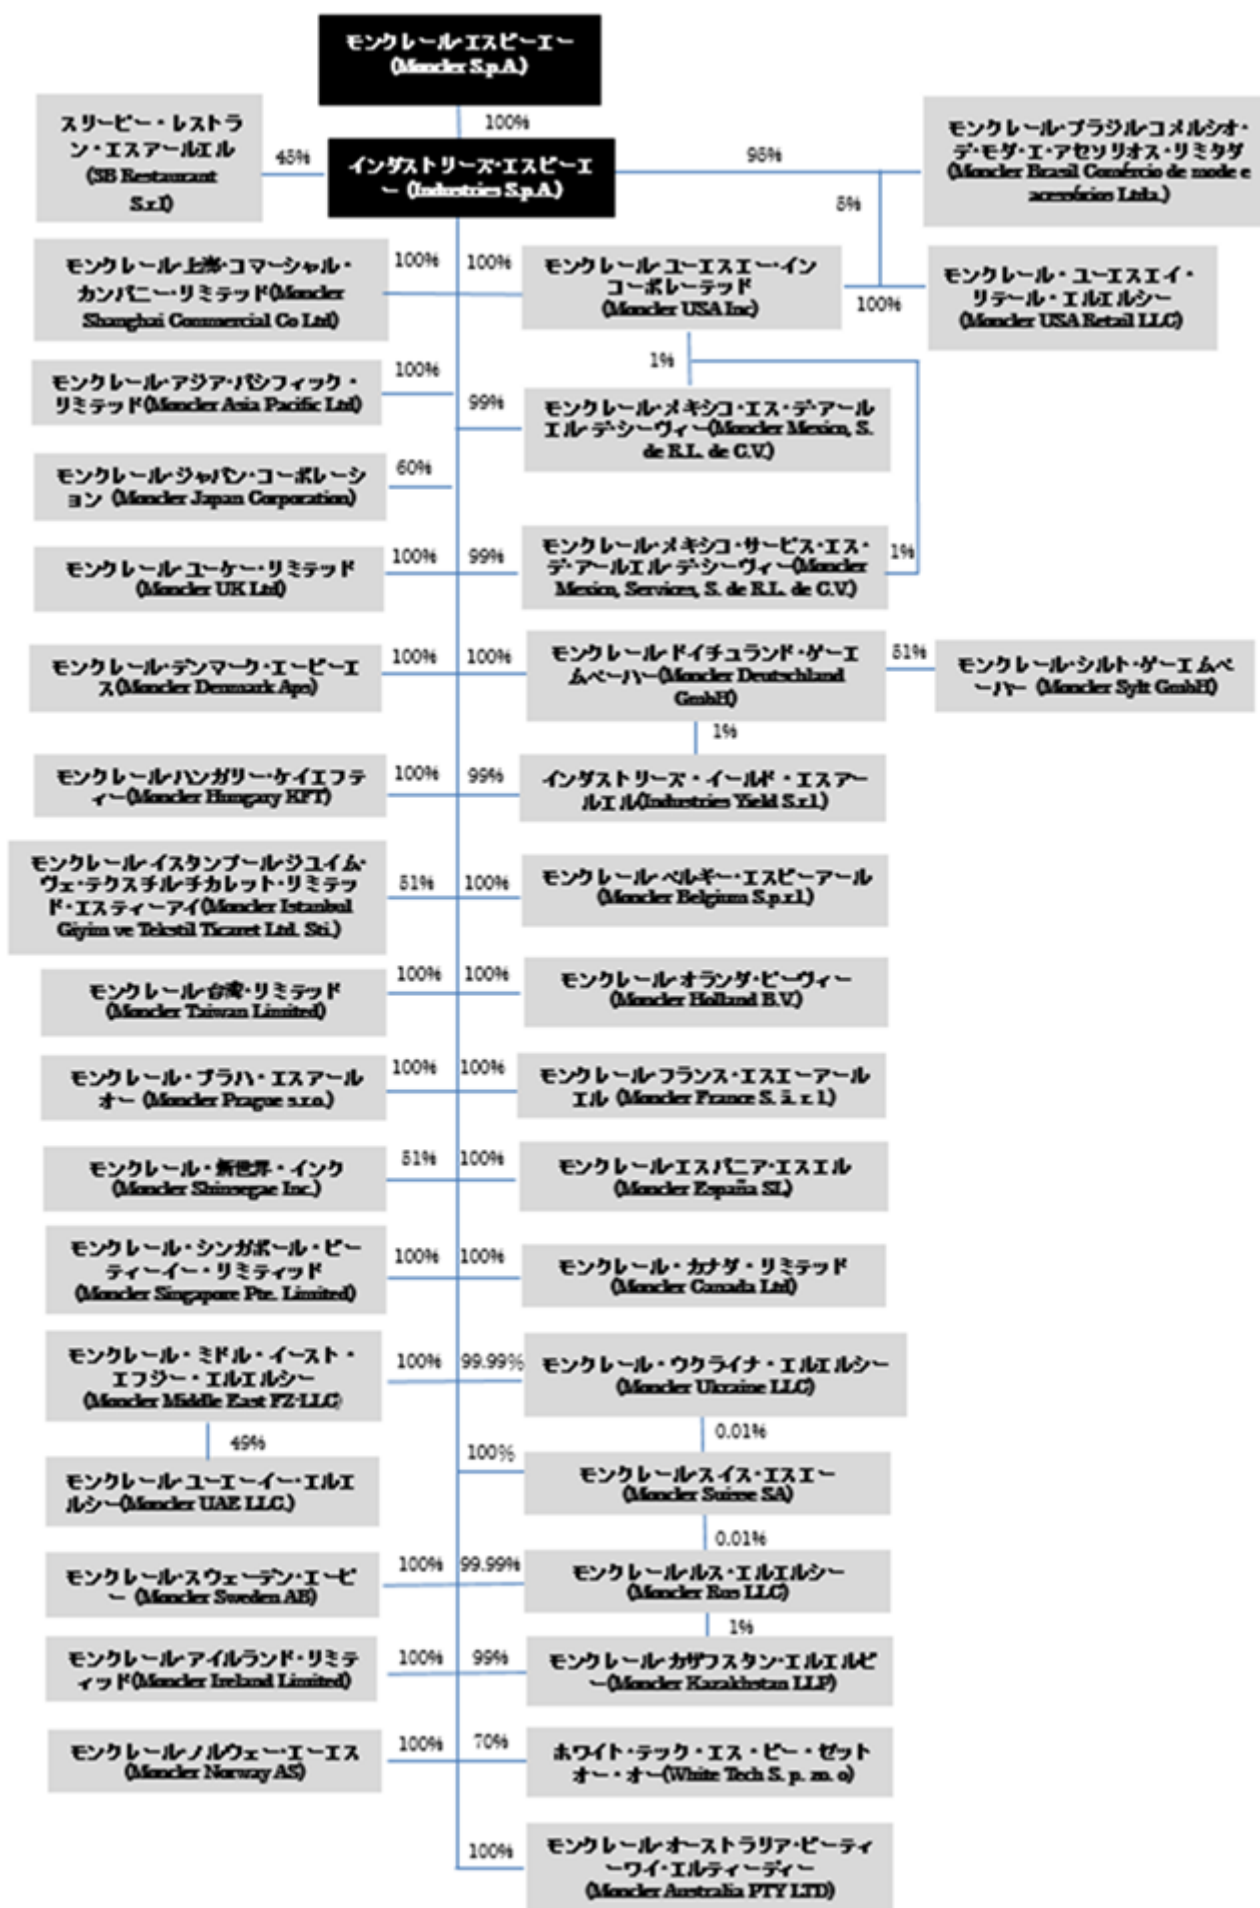 モンクレール・エスピーエー
(Moncler S.p.A.)
100%
スリービー・レストラ
ン・エスアールエル
(SB Restaurant
S.r.l)
45%
インダストリーズ・エスピーエ
ー (Industries S.p.A.)
95%
モンクレール・ブラジル・コメルシオ・
デ・モダ・エ・アセソリオス・リミタダ
(Moncler Brasil Comércio de mode e
acessórios Ltda.)
5%
モンクレール・上海・コマーシャル・
カンパニー・リミテッド(Moncler
Shanghai Commercial Co Ltd)
100%
100%
モンクレール・ユーエスエー・イン
コーポレーテッド
(Moncler USA Inc)
100%
モンクレール・ユーエスエイ・
リテール・エルエルシー
(Moncler USA Retail LLC)
モンクレール・アジア・パシフィック・
リミテッド(Moncler Asia Pacific Ltd)
100%
1%
99%
モンクレール・メキシコ・エス・デ・アール
エル・デ・シーヴィー(Moncler Mexico, S.
de R.L. de C.V.)
モンクレール・ジャパン・コーポレーシ
ョン (Moncler Japan Corporation)
60%
モンクレール・ユーケー・リミテッド
(Moncler UK Ltd)
100%
99%
モンクレール・メキシコ・サービス・エス・
デ・アールエル・デ・シーヴィー(Moncler
Mexico, Services, S. de R.L. de C.V.)
1%
モンクレール・デンマーク・エーピーエ
ス(Moncler Denmark Aps)
100%
100%
モンクレール・ドイチュランド・ゲーエ
ムベーハー(Moncler Deutschland
GmbH)
51%
モンクレール・シルト・ゲーエムベ
ーハー (Moncler Sylt GmbH)
1%
モンクレール・ハンガリー・ケイエフテ
ィー(Moncler Hungary KFT)
100%
99%
インダストリーズ・イールド・エスアー
ルエル(Industries Yield S.r.l.)
モンクレール・イスタンブール・ジユイム・
ヴェ・テクスチル・チカレット・リミテッ
ド・エスティーアイ(Moncler Istanbul
Giyim ve Tekstil Ticaret Ltd. Sti.)
51%
100%
モンクレール・ベルギー・エスピーアール
(Moncler Belgium S.p.r.l.)
モンクレール・台湾・リミテッド
(Moncler Taiwan Limited)
100%
100%
モンクレール・オランダ・ビーヴィー
(Moncler Holland B.V.)
モンクレール・プラハ・エスアール
オー (Moncler Prague s.r.o.)
100%
100%
モンクレール・フランス・エスエーアール
エル (Moncler France S. à. r. l.)
モンクレール・新世界・インク
(Moncler Shinsegae Inc.)
51%
100%
モンクレール・エスパニア・エスエル
(Moncler España SL)
モンクレール・シンガポール・ピー
ティーイー・リミティッド
(Moncler Singapore Pte. Limited)
100%
100%
モンクレール・カナダ・リミテッド
(Moncler Canada Ltd)
モンクレール・ミドル・イースト・
エフジー・エルエルシー
(Moncler Middle East FZ-LLC)
100%
99.99%
モンクレール・ウクライナ・エルエルシー
(Moncler Ukraine LLC)
49%
0.01%
モンクレール・ユーエーイー・エルエ
ルシー(Moncler UAE LLC.)
100%
モンクレール・スイス・エスエー
(Moncler Suisse SA)
0.01%
モンクレール・スウェーデン・エービ
ー (Moncler Sweden AB)
100%
99.99%
モンクレール・ルス・エルエルシー
(Moncler Rus LLC)
1%
モンクレール・アイルランド・リミテ
ィッド(Moncler Ireland Limited)
100%
99%
モンクレール・カザフスタン・エルエルピ
ー(Moncler Kazakhstan LLP)
モンクレール・ノルウェー・エーエス
(Moncler Norway AS)
100%
70%
ホワイト・テック・エス・ピー・ゼット
オー・オー(White Tech S. p. zo. o)
100%
モンクレール・オーストラリア・ピーティ
ーワイ・エルティーディー
(Moncler Australia PTY LTD)